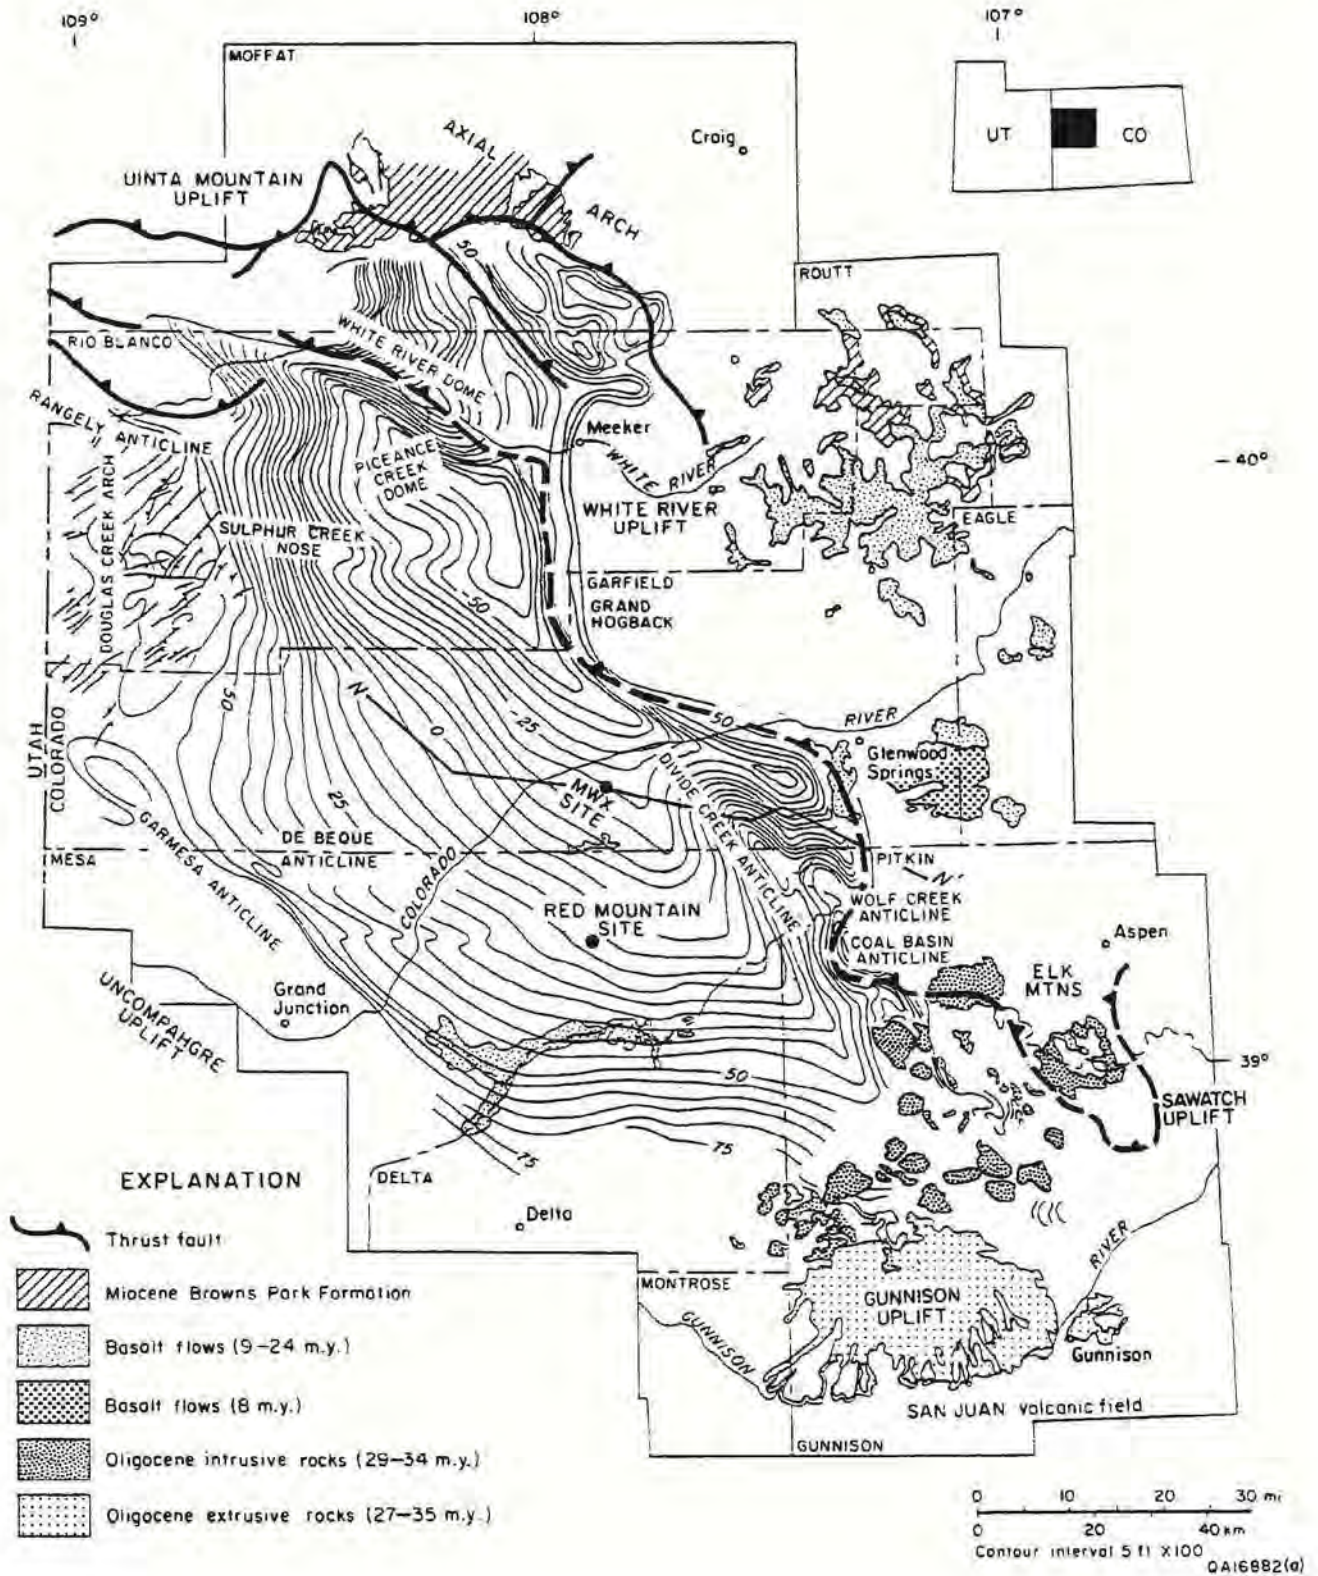 109°
108°
107°
MOFFAT
AXIAL
ARCH
Craig
UT
CO
UINTA MOUNTAIN
UPLIFT
50
ROUTT
RIO BLANCO
WHITE RIVER DOME
RANGELY ANTICLINE
Meeker
WHITE RIVER
PICEANCE
CREEK
DOME
- 40°
DOUGLAS CREEK ARCH
SULPHUR CREEK
NOSE
WHITE RIVER
UPLIFT
EAGLE
GARFIELD
GRAND
HOGBACK
-50
UTAH
COLORADO
50
N
0
-25
50
RIVER
Glenwood
Springs
25
MWX
SITE
DIVIDE CREEK ANTICLINE
MESA
GARMESA ANTICLINE
DE BEQUE
ANTICLINE
COLORADO
PITKIN
N'
WOLF CREEK
ANTICLINE
RED MOUNTAIN
SITE
COAL BASIN
ANTICLINE
Aspen
ELK
MTNS
UNCOMPAHGRE
UPLIFT
Grand
Junction
39°
50
SAWATCH
UPLIFT
75
75
DELTA
Delta
RIVER
MONTROSE
GUNNISON
UPLIFT
GUNNISON
Gunnison
SAN JUAN volcanic field
GUNNISON
EXPLANATION
Thrust fault
Miocene Browns Park Formation
Basalt flows (9-24 m.y.)
Basalt flows (8 m.y.)
Oligocene intrusive rocks (29-34 m.y.)
Oligocene extrusive rocks (27-35 m.y.)
0 10 20 30 mi
0 20 40 km
Contour interval 5 ft X100
QA16882(a)